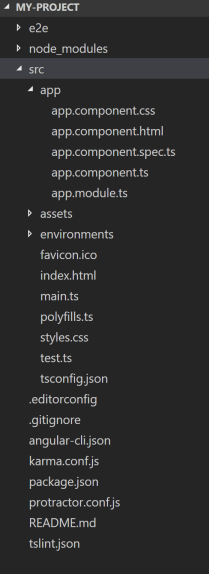 MY-PROJECT
e2e
node_modules
src
app
app.component.css
app.component.html
app.component.spec.ts
app.component.ts
app.module.ts
assets
environments
favicon.ico
index.html
main.ts
polyfills.ts
styles.css
test.ts
tsconfig.json
.editorconfig
.gitignore
angular-cli.json
karma.conf.js
package.json
protractor.conf.js
README.md
tslint.json